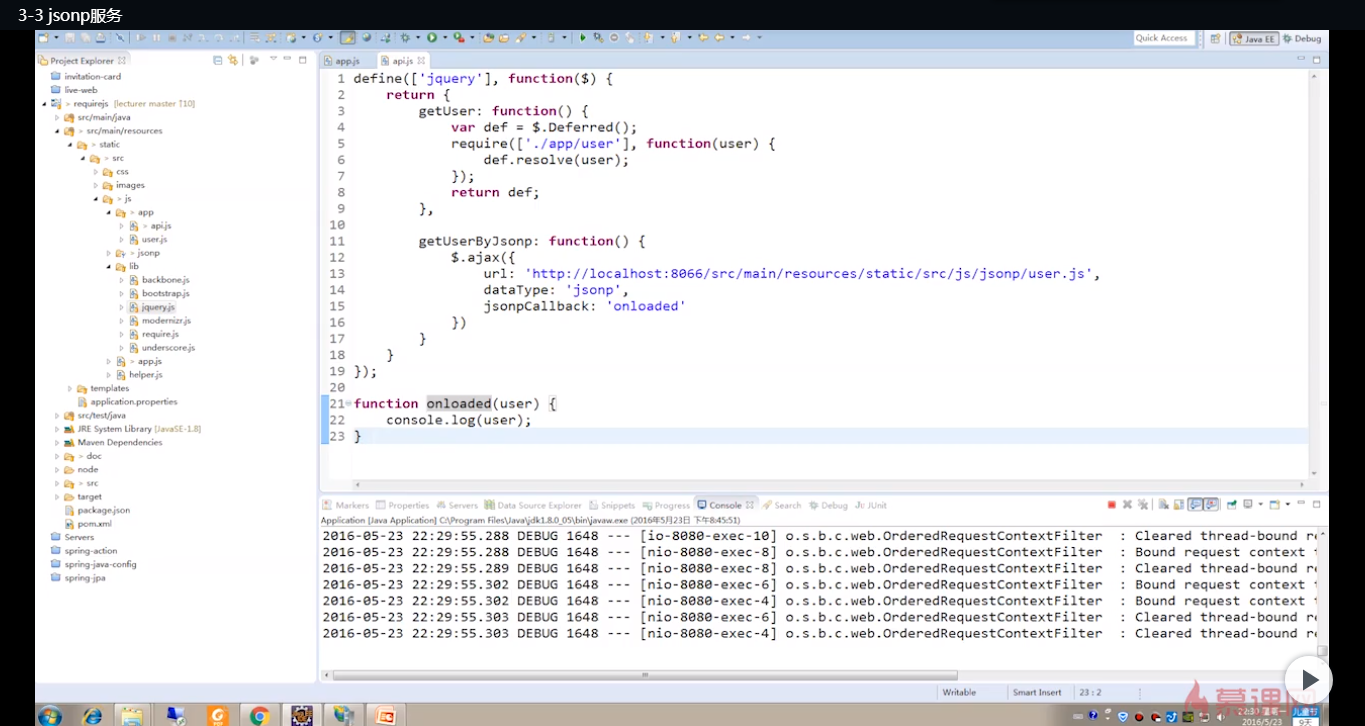 3-3 jsonp服务
Quick Access
Java EE
Debug
Project Explorer
invitation-card
live-web
> requirejs [lecturer master ↑10]
src/main/java
> src/main/resources
> static
> src
css
images
> js
> app
> api.js
user.js
> jsonp
lib
backbone.js
bootstrap.js
jquery.js
modernizr.js
require.js
underscore.js
> app.js
helper.js
templates
application.properties
src/test/java
JRE System Library [JavaSE-1.8]
Maven Dependencies
> doc
node
> src
target
package.json
pom.xml
Servers
spring-action
spring-java-config
spring-jpa
app.js
api.js
1 define(['jquery'], function($) {
2 return {
3 getUser: function() {
4 var def = $.Deferred();
5 require(['./app/user'], function(user) {
6 def.resolve(user);
7 });
8 return def;
9 },
10
11 getUserByJsonp: function() {
12 $.ajax({
13 url: 'http://localhost:8066/src/main/resources/static/src/js/jsonp/user.js',
14 dataType: 'jsonp',
15 jsonpCallback: 'onloaded'
16 })
17 }
18 }
19 });
20
21 function onloaded(user) {
22 console.log(user);
23 }
Markers Properties Servers Data Source Explorer Snippets Progress Console Search Debug Ju JUnit
Application [Java Application] C:\Program Files\Java\jdk1.8.0_05\bin\javaw.exe (2016年5月23日 下午8:45:51)
2016-05-23 22:29:55.288 DEBUG 1648 --- [io-8080-exec-10] o.s.b.c.web.OrderedRequestContextFilter : Cleared thread-bound re
2016-05-23 22:29:55.288 DEBUG 1648 --- [nio-8080-exec-8] o.s.b.c.web.OrderedRequestContextFilter : Bound request context t
2016-05-23 22:29:55.289 DEBUG 1648 --- [nio-8080-exec-8] o.s.b.c.web.OrderedRequestContextFilter : Cleared thread-bound re
2016-05-23 22:29:55.302 DEBUG 1648 --- [nio-8080-exec-6] o.s.b.c.web.OrderedRequestContextFilter : Bound request context t
2016-05-23 22:29:55.302 DEBUG 1648 --- [nio-8080-exec-4] o.s.b.c.web.OrderedRequestContextFilter : Bound request context t
2016-05-23 22:29:55.303 DEBUG 1648 --- [nio-8080-exec-6] o.s.b.c.web.OrderedRequestContextFilter : Cleared thread-bound re
2016-05-23 22:29:55.303 DEBUG 1648 --- [nio-8080-exec-4] o.s.b.c.web.OrderedRequestContextFilter : Cleared thread-bound re
Writable
Smart Insert
23 : 2
慕课网
22:30 星期一
2016/5/23
儿童节
9天